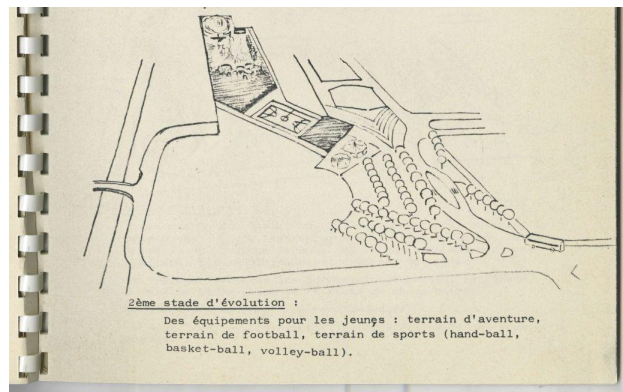 2ème stade d'évolution :
Des équipements pour les jeunes : terrain d'aventure,
terrain de football, terrain de sports (hand-ball,
basket-ball, volley-ball).